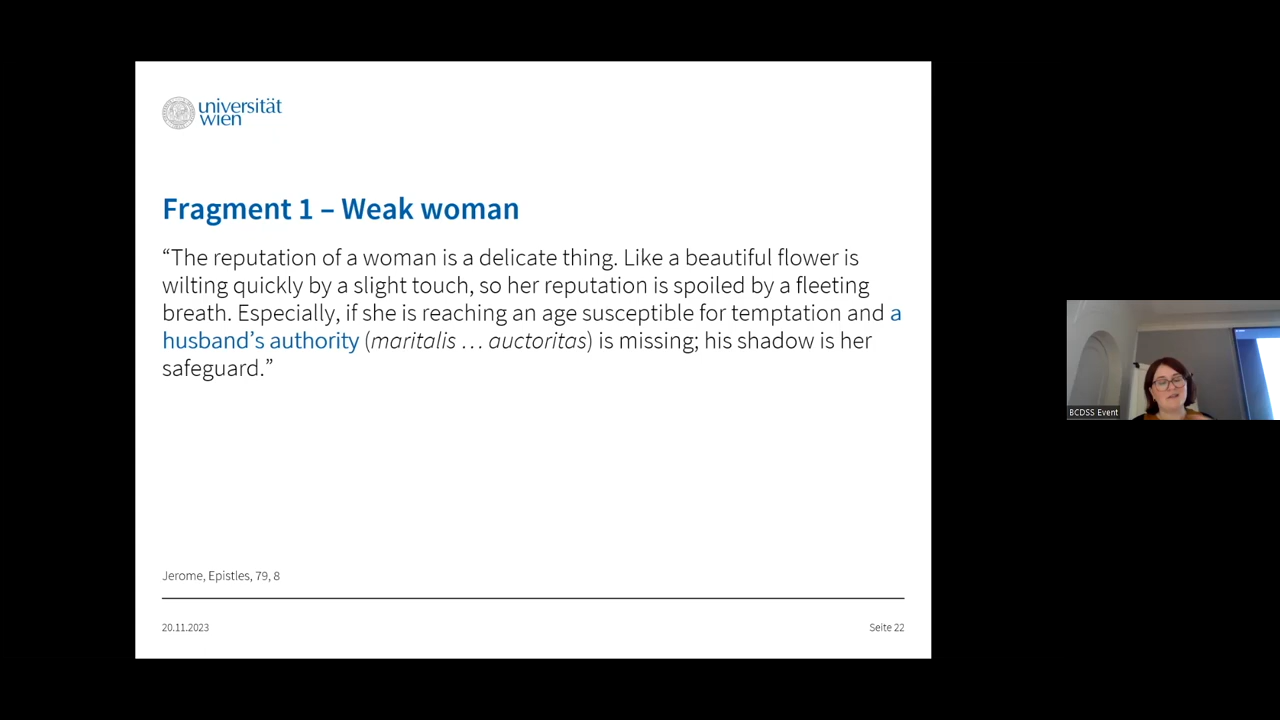 universität
wien
Fragment 1 – Weak woman
“The reputation of a woman is a delicate thing. Like a beautiful flower is
wilting quickly by a slight touch, so her reputation is spoiled by a fleeting
breath. Especially, if she is reaching an age susceptible for temptation and a
husband’s authority (maritalis … auctoritas) is missing; his shadow is her
safeguard.”
Jerome, Epistles, 79, 8
20.11.2023
Seite 22
BCDSS Event